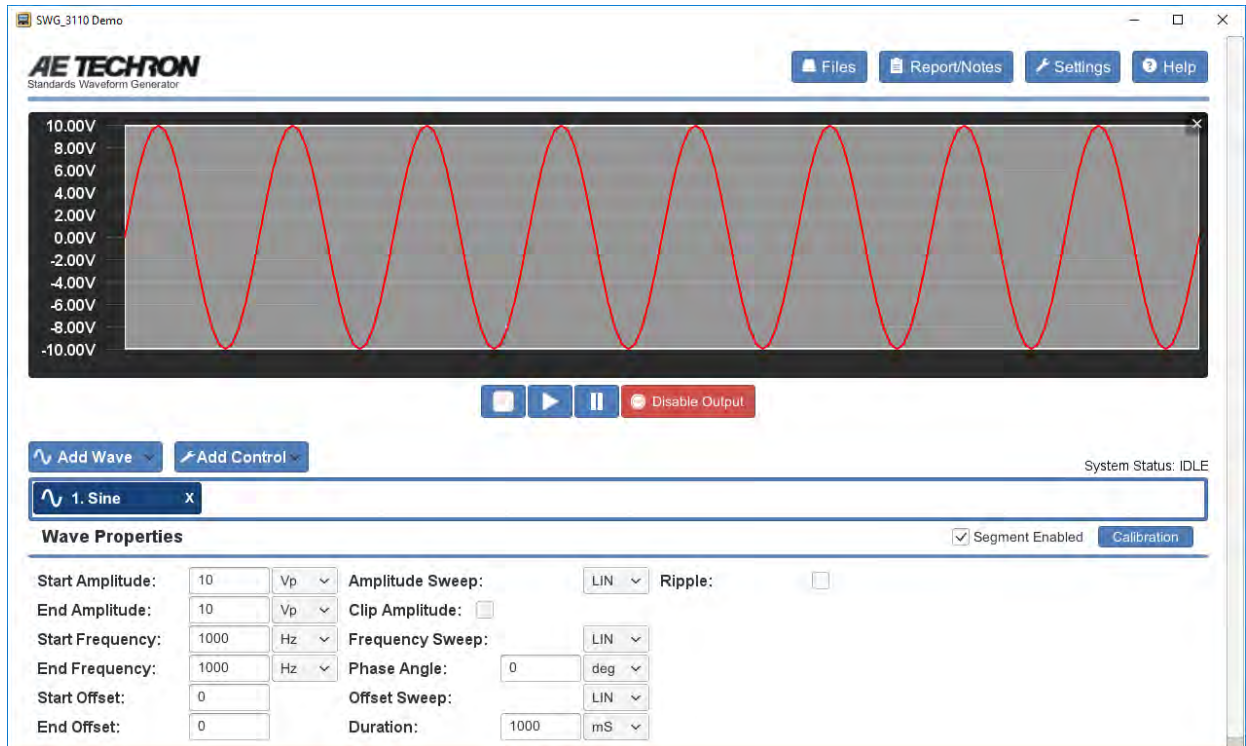 SWG_3110 Demo
AE TECHRON
Standards Waveform Generator
Files Report/Notes Settings Help
10.00V
8.00V
6.00V
4.00V
2.00V
0.00V
-2.00V
-4.00V
-6.00V
-8.00V
-10.00V
Disable Output
Add Wave Add Control
System Status: IDLE
1. Sine X
Wave Properties Segment Enabled Calibration
Start Amplitude: 10 Vp Amplitude Sweep: LIN Ripple:
End Amplitude: 10 Vp Clip Amplitude:
Start Frequency: 1000 Hz Frequency Sweep: LIN
End Frequency: 1000 Hz Phase Angle: 0 deg
Start Offset: 0 Offset Sweep: LIN
End Offset: 0 Duration: 1000 mS